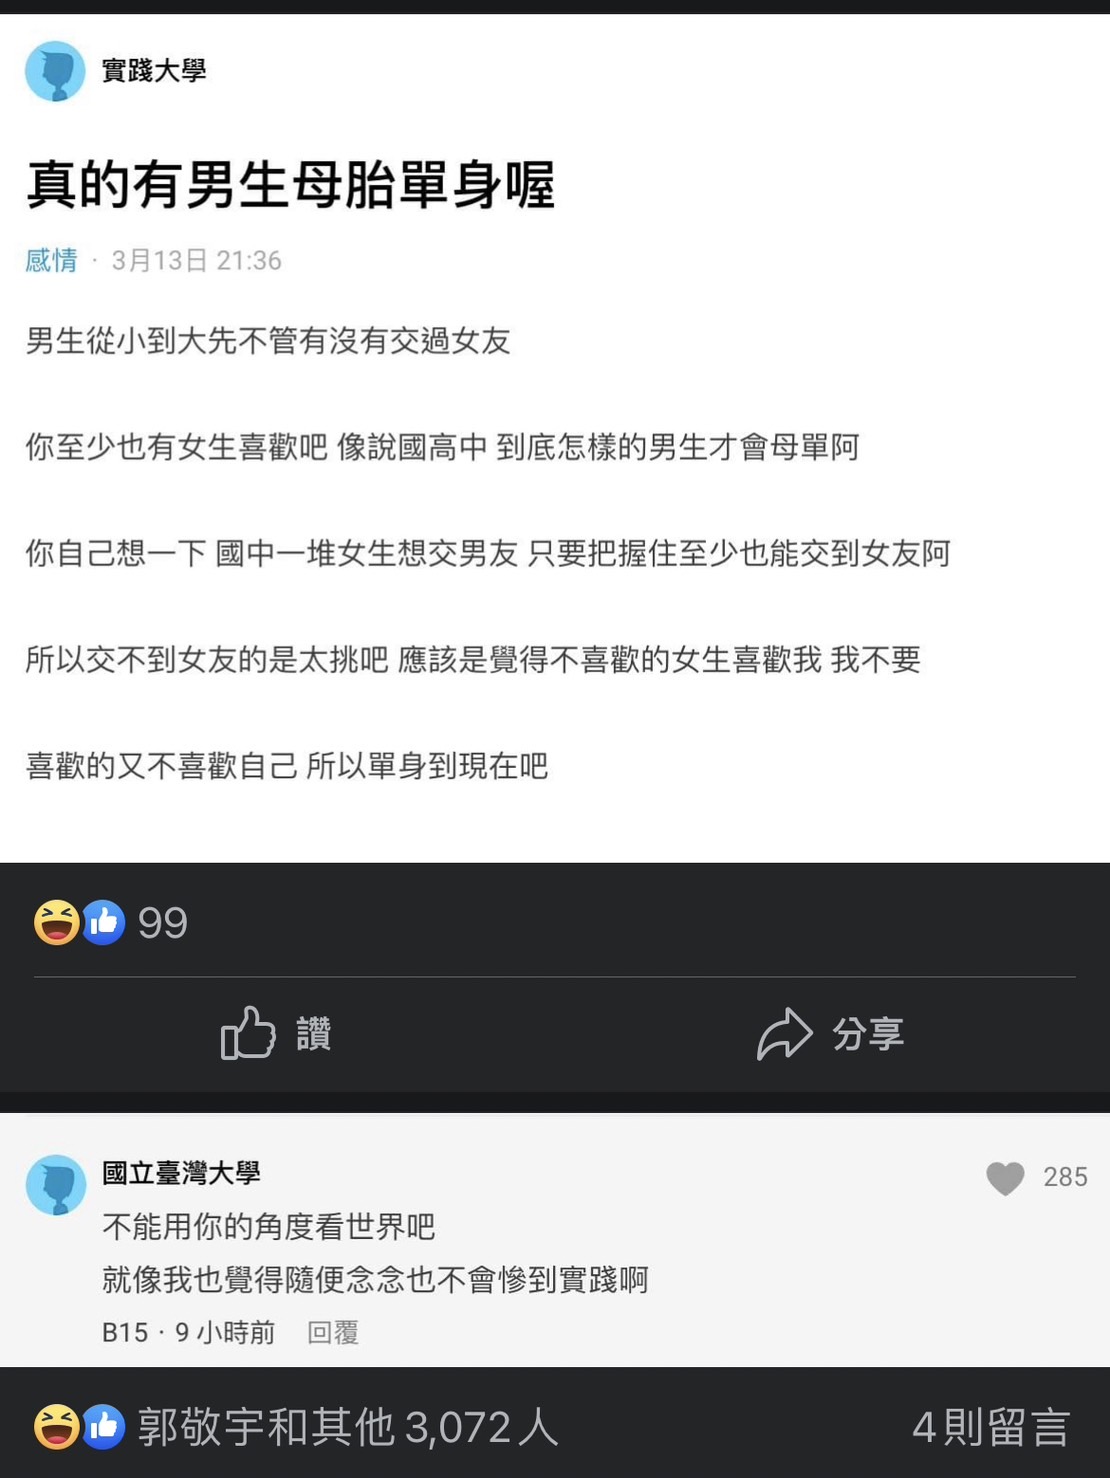 實踐大學
真的有男生母胎單身喔
感情 · 3月13日 21:36
男生從小到大先不管有沒有交過女友
你至少也有女生喜歡吧 像說國高中 到底怎樣的男生才會母單阿
你自己想一下 國中一堆女生想交男友 只要把握住至少也能交到女友阿
所以交不到女友的是太挑吧 應該是覺得不喜歡的女生喜歡我 我不要
喜歡的又不喜歡自己 所以單身到現在吧
99
讚 分享
國立臺灣大學 285
不能用你的角度看世界吧
就像我也覺得隨便念念也不會慘到實踐啊
B15 · 9 小時前 回覆
郭敬宇和其他 3,072 人 4 則留言